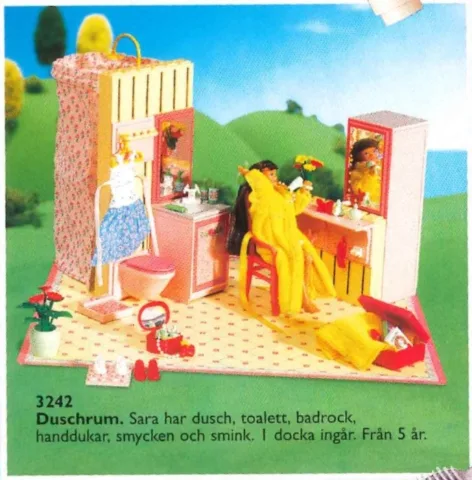 3242
Duschrum. Sara har dusch, toalett, badrock,
handdukar, smycken och smink. 1 docka ingår. Från 5 år.